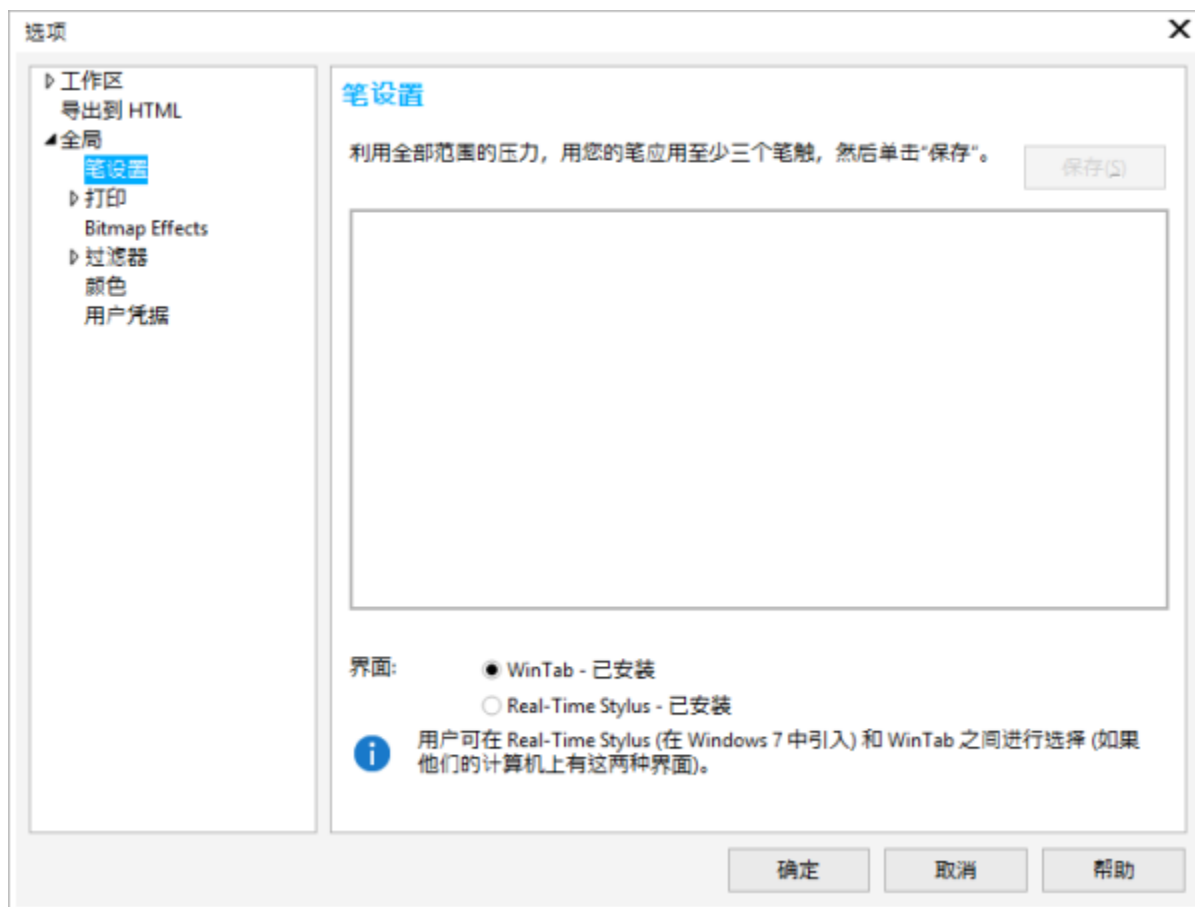 选项
工作区
导出到 HTML
全局
笔设置
打印
Bitmap Effects
过滤器
颜色
用户凭据
笔设置
利用全部范围的压力，用您的笔应用至少三个笔触，然后单击“保存”。
保存(S)
界面:
WinTab - 已安装
Real-Time Stylus - 已安装
用户可在 Real-Time Stylus (在 Windows 7 中引入) 和 WinTab 之间进行选择 (如果
他们的计算机上有这两种界面)。
确定
取消
帮助